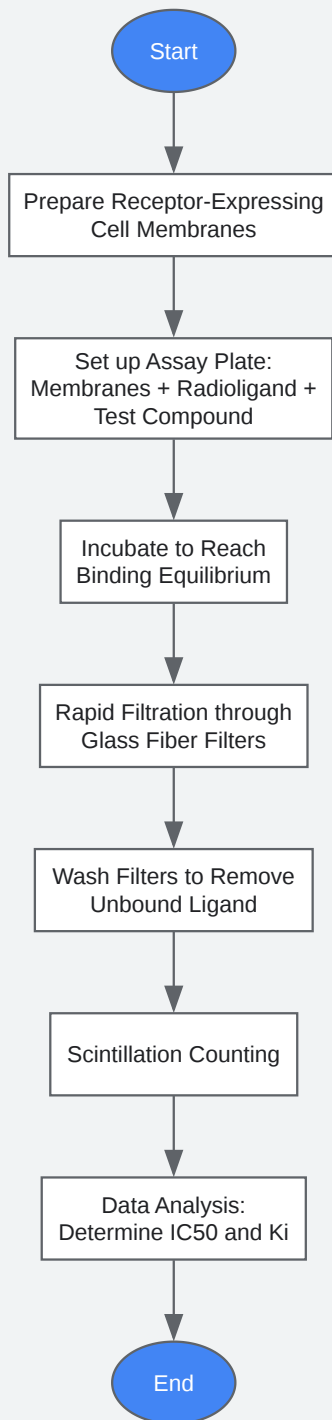 Start
Prepare Receptor-Expressing
Cell Membranes
Set up Assay Plate:
Membranes + Radioligand +
Test Compound
Incubate to Reach
Binding Equilibrium
Rapid Filtration through
Glass Fiber Filters
Wash Filters to Remove
Unbound Ligand
Scintillation Counting
Data Analysis:
Determine IC50 and Ki
End